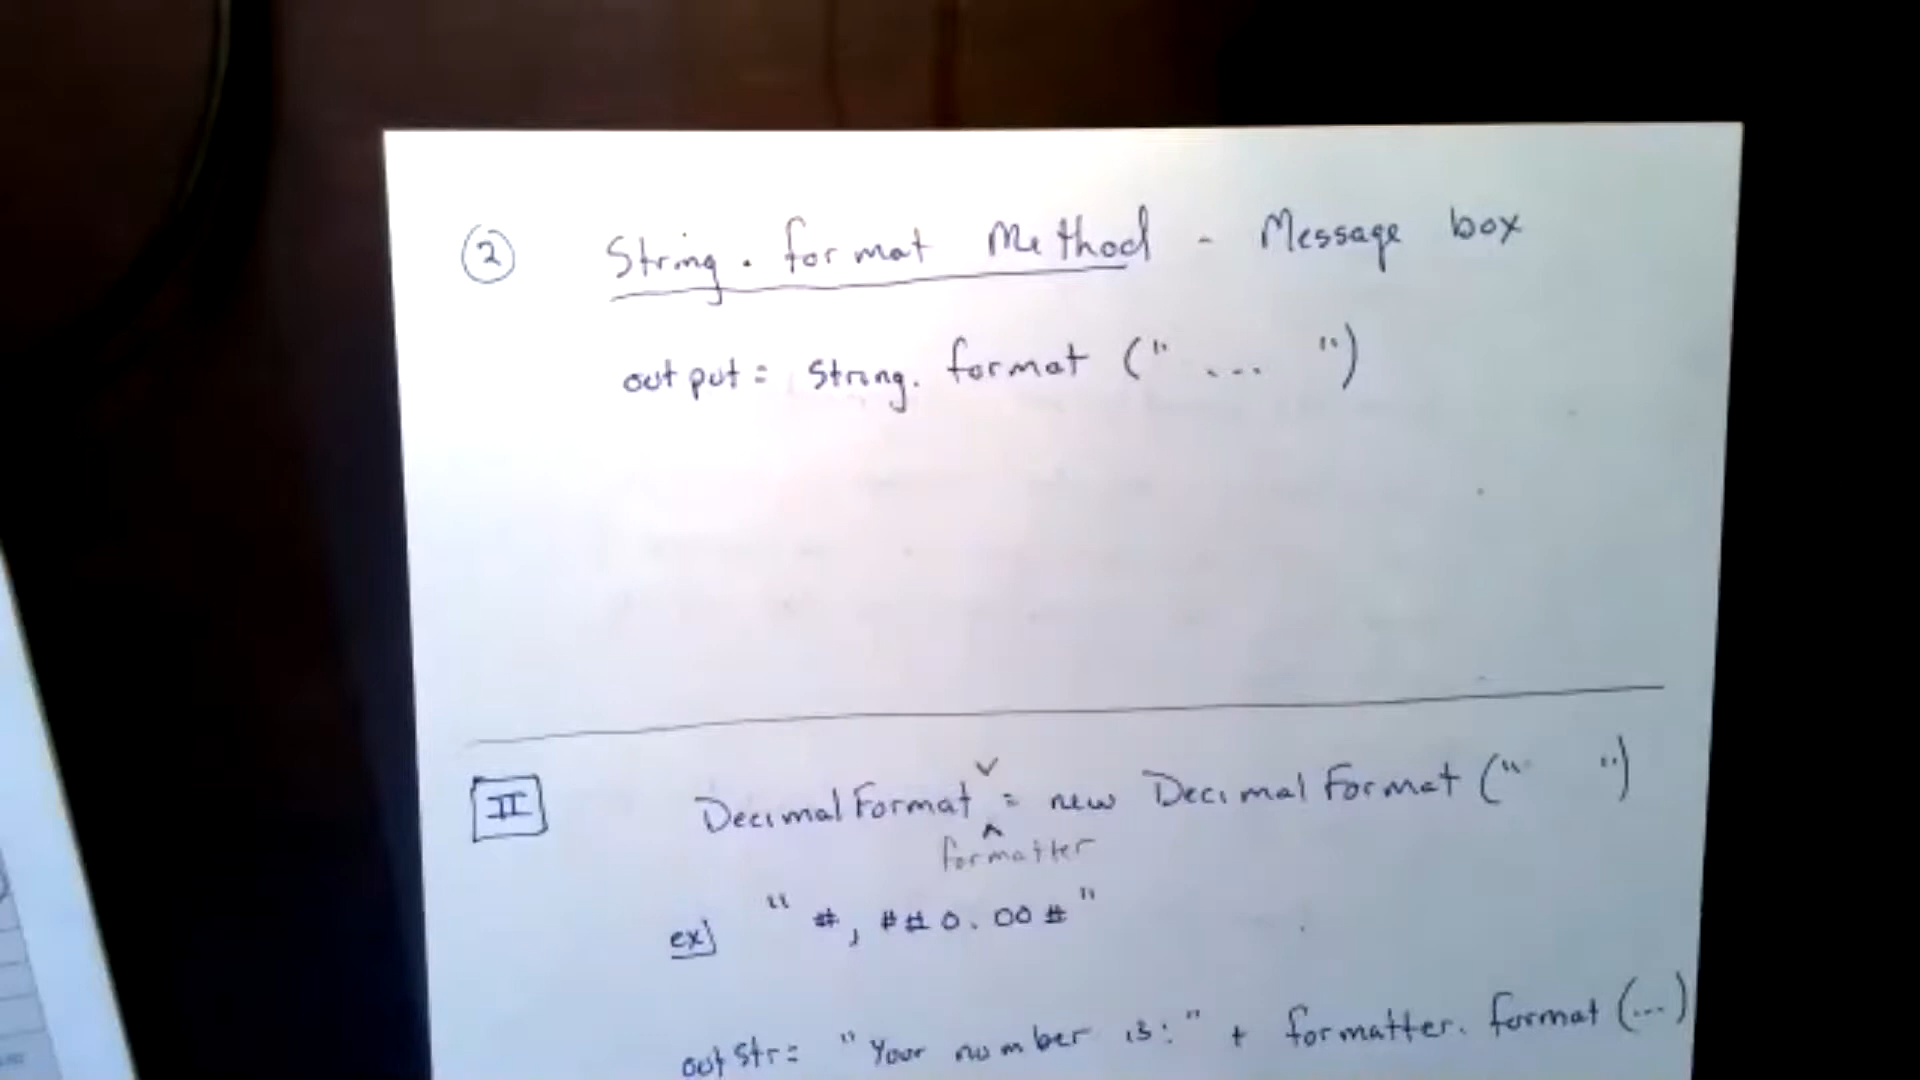 ② String.format Method - Message box
output = String.format (" ... ")
II DecimalFormat ^ = new DecimalFormat (" ")
formatter
ex] "#,##0.00#"
outStr = "Your number is:" + formatter.format (...)